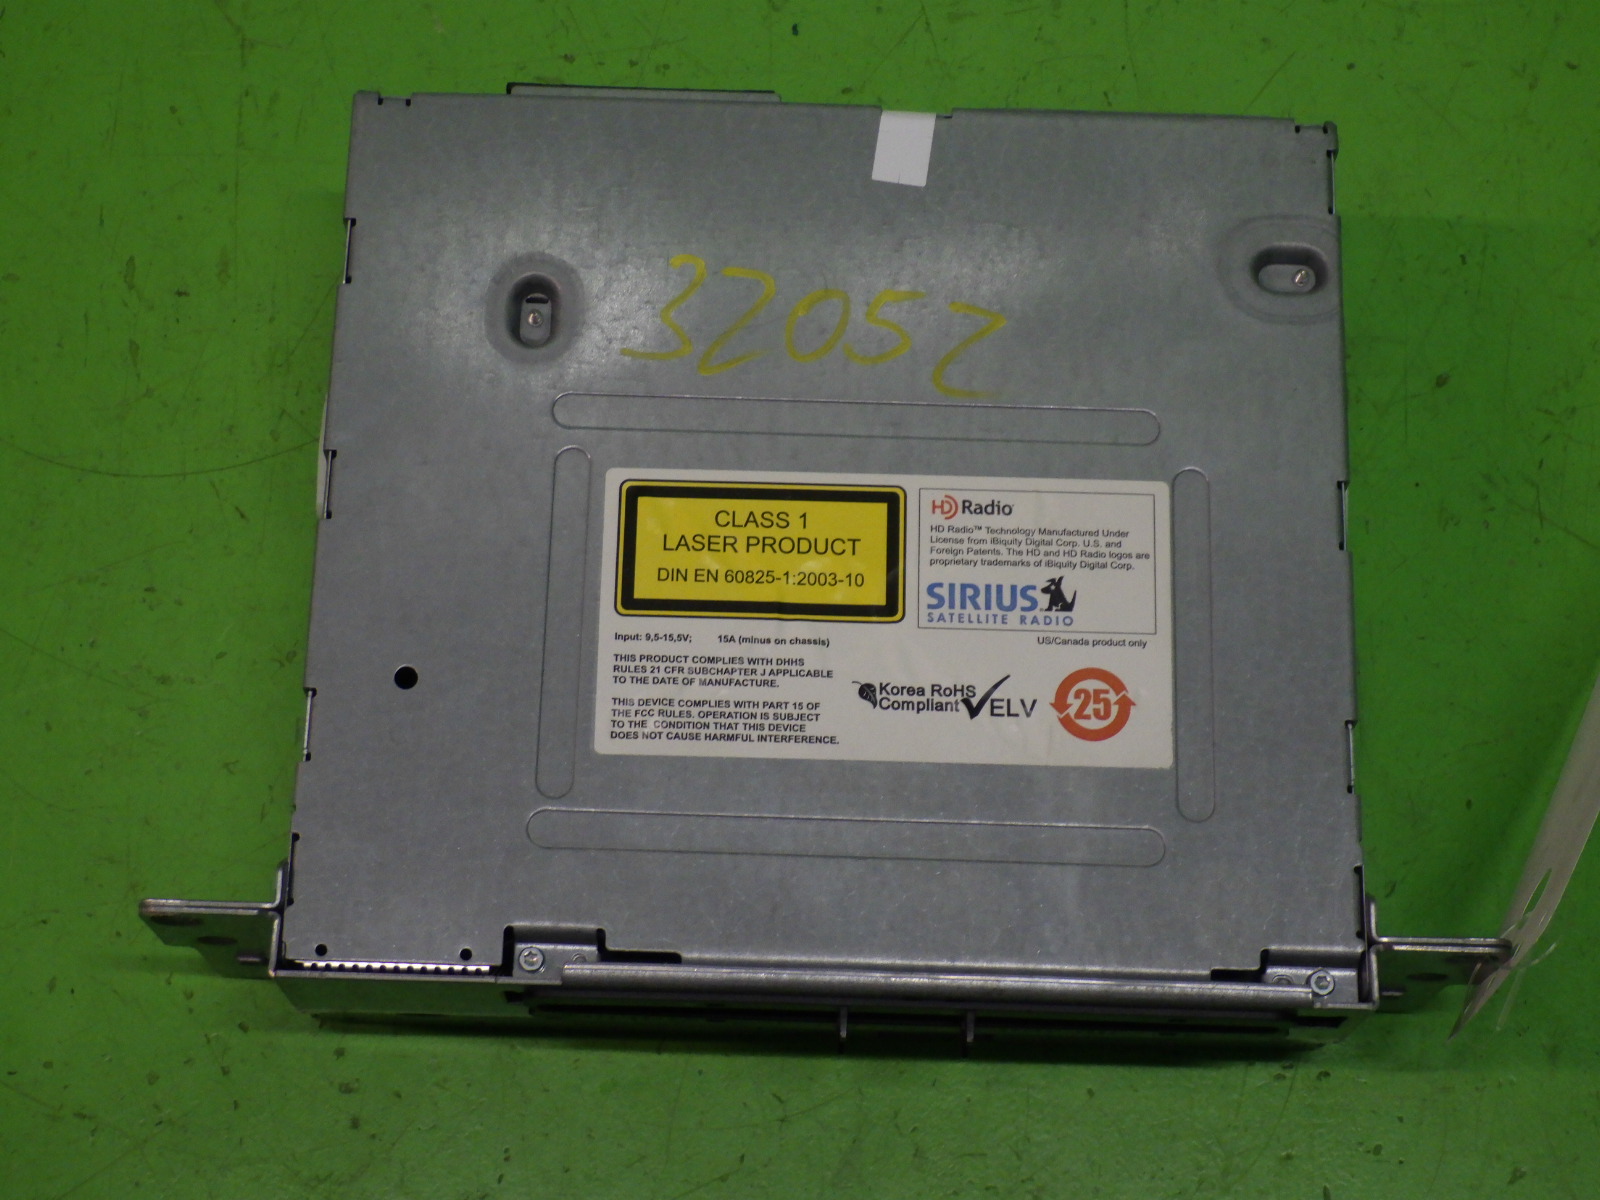 32052
CLASS 1
LASER PRODUCT
DIN EN 60825-1:2003-10
HD Radio
HD Radio™ Technology Manufactured Under
License from iBiquity Digital Corp. U.S. and
Foreign Patents. The HD and HD Radio logos are
proprietary trademarks of iBiquity Digital Corp.
SIRIUS
SATELLITE RADIO
US/Canada product only
Input: 9,5-15,5V; 15A (minus on chassis)
THIS PRODUCT COMPLIES WITH DHHS
RULES 21 CFR SUBCHAPTER J APPLICABLE
TO THE DATE OF MANUFACTURE.
THIS DEVICE COMPLIES WITH PART 15 OF
THE FCC RULES. OPERATION IS SUBJECT
TO THE CONDITION THAT THIS DEVICE
DOES NOT CAUSE HARMFUL INTERFERENCE.
Korea RoHS
Compliant
ELV
25